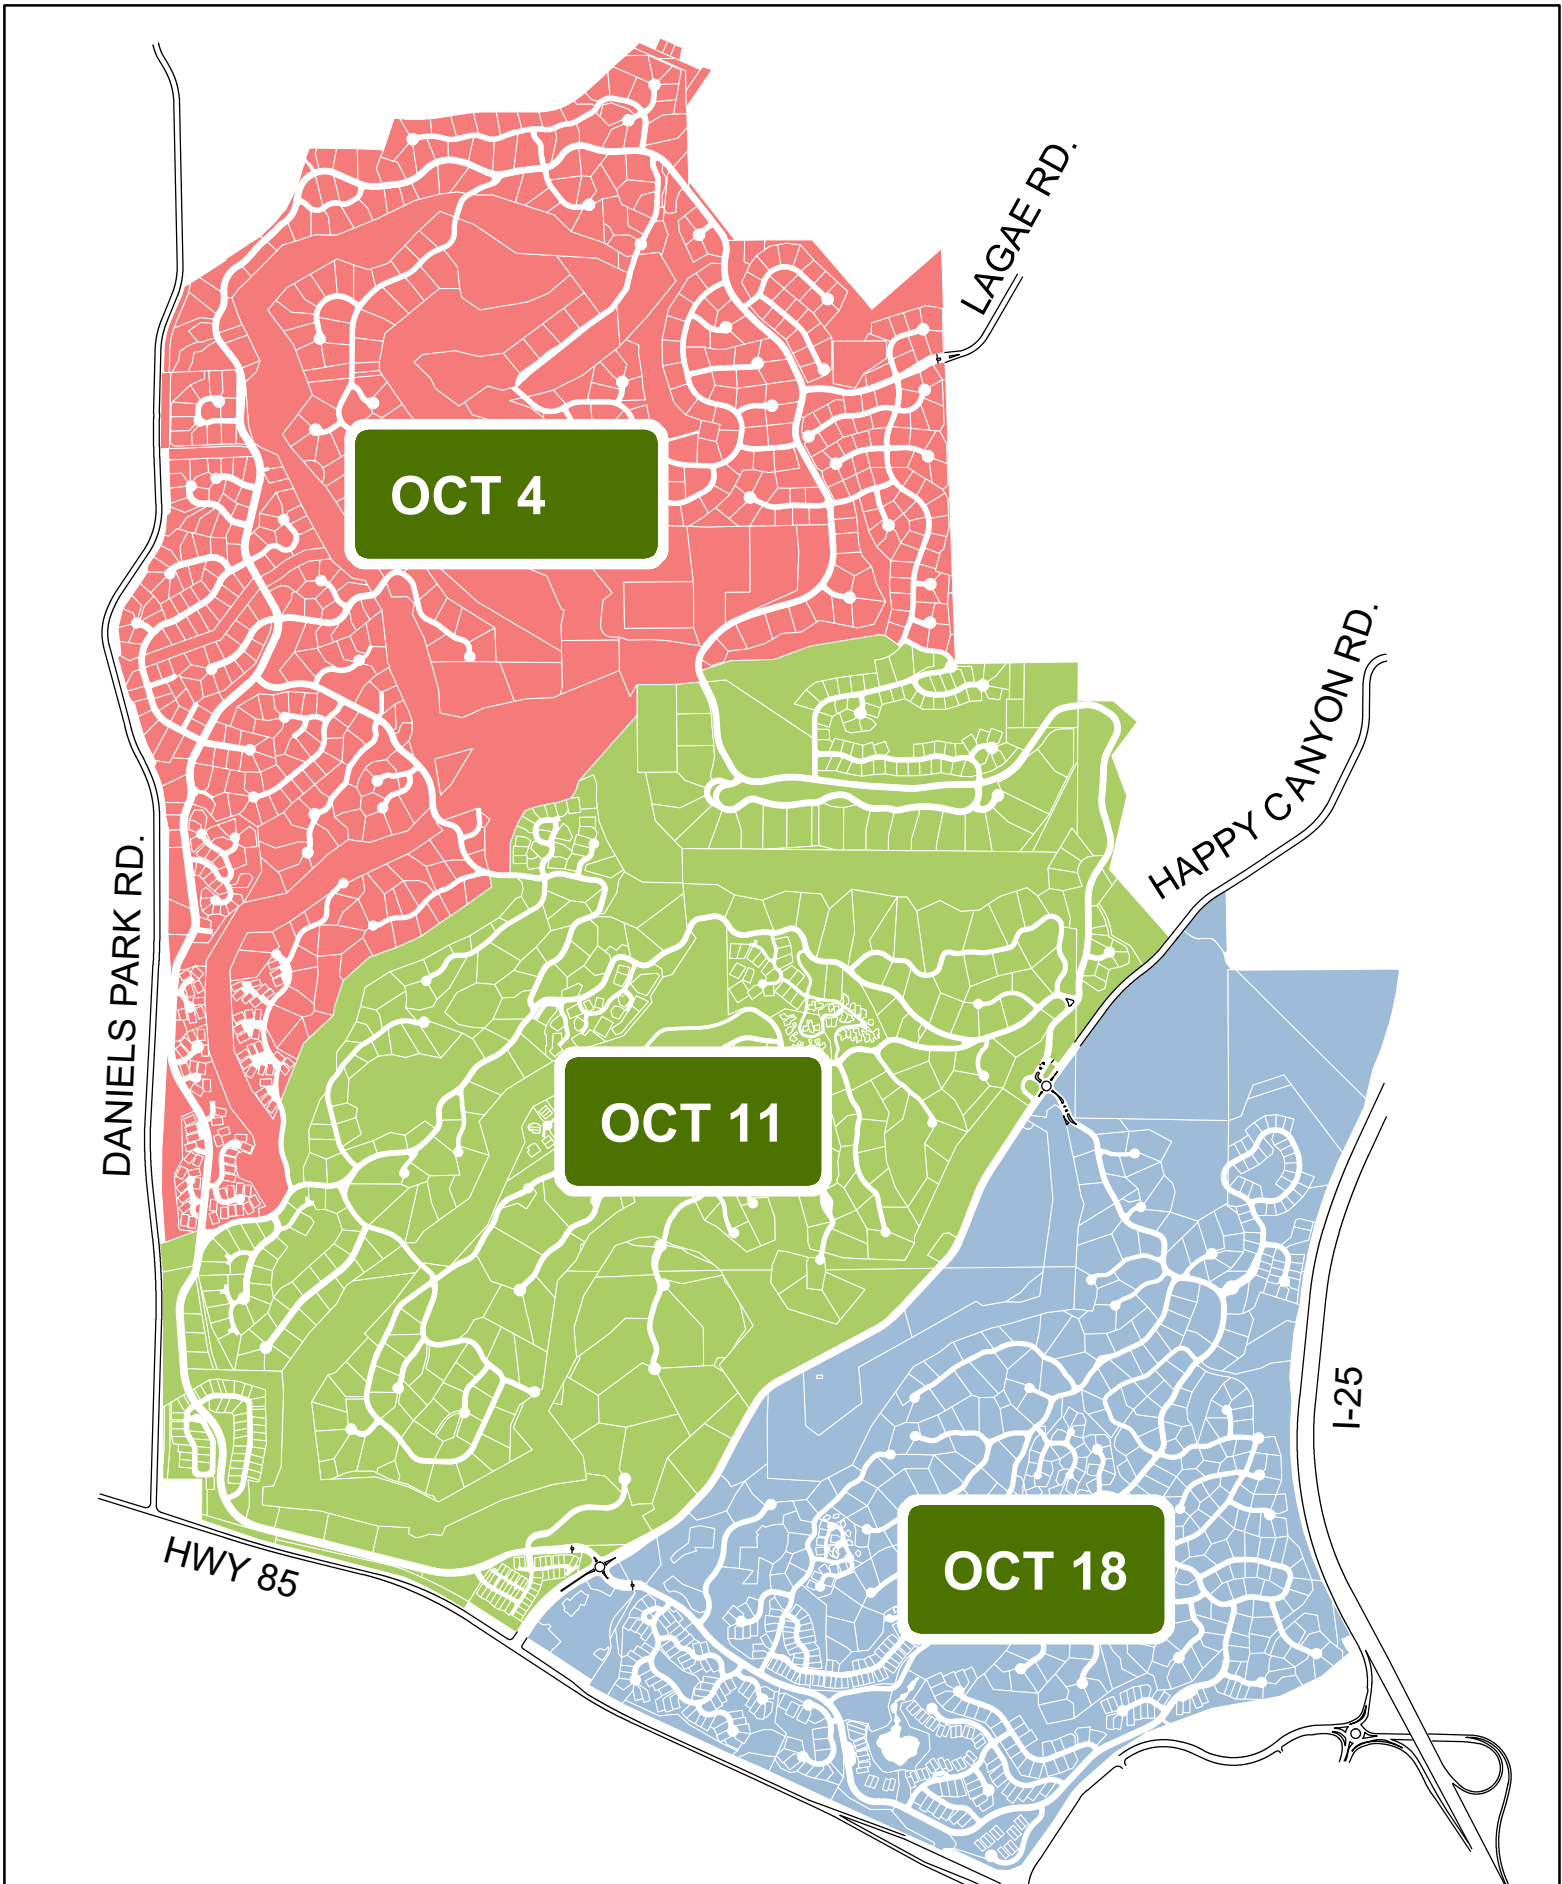 LAGAE RD.
OCT 4
HAPPY CANYON RD.
DANIELS PARK RD.
OCT 11
I-25
HWY 85
OCT 18